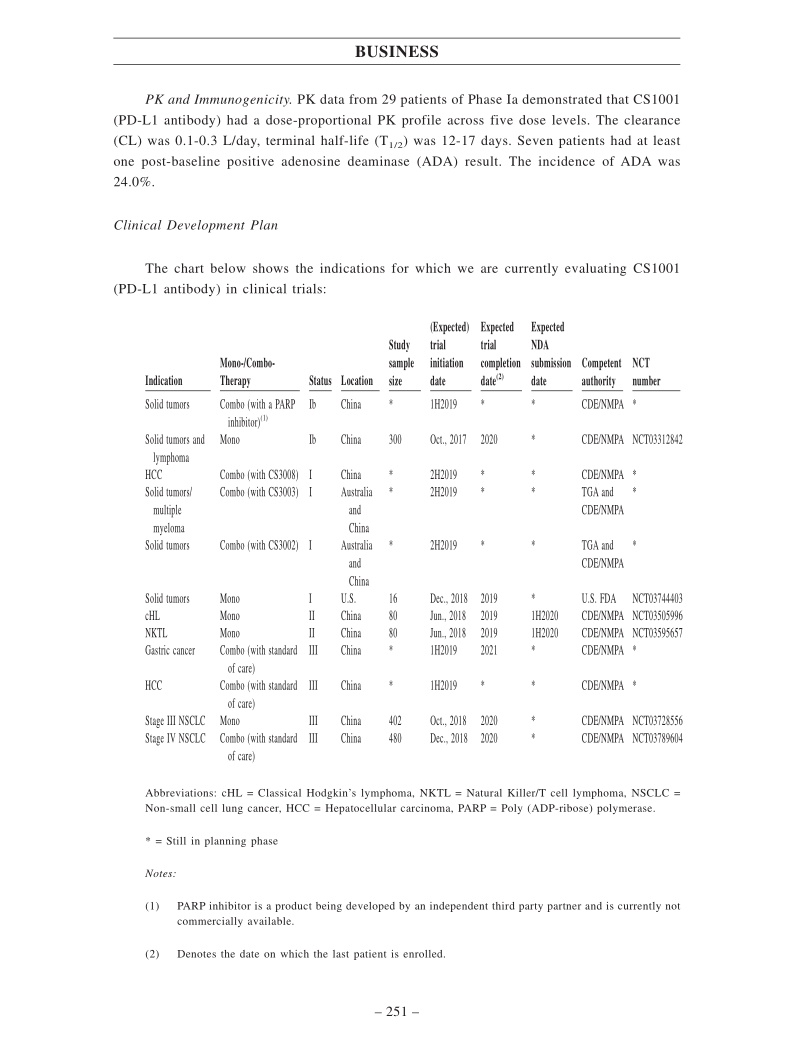 BUSINESS
PK and Immunogenicity. PK data from 29 patients of Phase Ia demonstrated that CS1001
(PD-L1 antibody) had a dose-proportional PK profile across five dose levels. The clearance
(CL) was 0.1-0.3 L/day, terminal half-life (T1/2) was 12-17 days. Seven patients had at least
one post-baseline positive adenosine deaminase (ADA) result. The incidence of ADA was
24.0%.
Clinical Development Plan
The chart below shows the indications for which we are currently evaluating CS1001
(PD-L1 antibody) in clinical trials:
(Expected) Expected Expected
Study trial trial NDA
Mono-/Combo- sample initiation completion submission Competent NCT
Indication Therapy Status Location size date date(2) date authority number
Solid tumors Combo (with a PARP Ib China * 1H2019 * * CDE/NMPA *
inhibitor)(1)
Solid tumors and Mono Ib China 300 Oct., 2017 2020 * CDE/NMPA NCT03312842
lymphoma
HCC Combo (with CS3008) I China * 2H2019 * * CDE/NMPA *
Solid tumors/ Combo (with CS3003) I Australia * 2H2019 * * TGA and *
multiple and CDE/NMPA
myeloma China
Solid tumors Combo (with CS3002) I Australia * 2H2019 * * TGA and *
and CDE/NMPA
China
Solid tumors Mono I U.S. 16 Dec., 2018 2019 * U.S. FDA NCT03744403
cHL Mono II China 80 Jun., 2018 2019 1H2020 CDE/NMPA NCT03505996
NKTL Mono II China 80 Jun., 2018 2019 1H2020 CDE/NMPA NCT03595657
Gastric cancer Combo (with standard III China * 1H2019 2021 * CDE/NMPA *
of care)
HCC Combo (with standard III China * 1H2019 * * CDE/NMPA *
of care)
Stage III NSCLC Mono III China 402 Oct., 2018 2020 * CDE/NMPA NCT03728556
Stage IV NSCLC Combo (with standard III China 480 Dec., 2018 2020 * CDE/NMPA NCT03789604
of care)
Abbreviations: cHL = Classical Hodgkin's lymphoma, NKTL = Natural Killer/T cell lymphoma, NSCLC =
Non-small cell lung cancer, HCC = Hepatocellular carcinoma, PARP = Poly (ADP-ribose) polymerase.
* = Still in planning phase
Notes:
(1) PARP inhibitor is a product being developed by an independent third party partner and is currently not
commercially available.
(2) Denotes the date on which the last patient is enrolled.
– 251 –